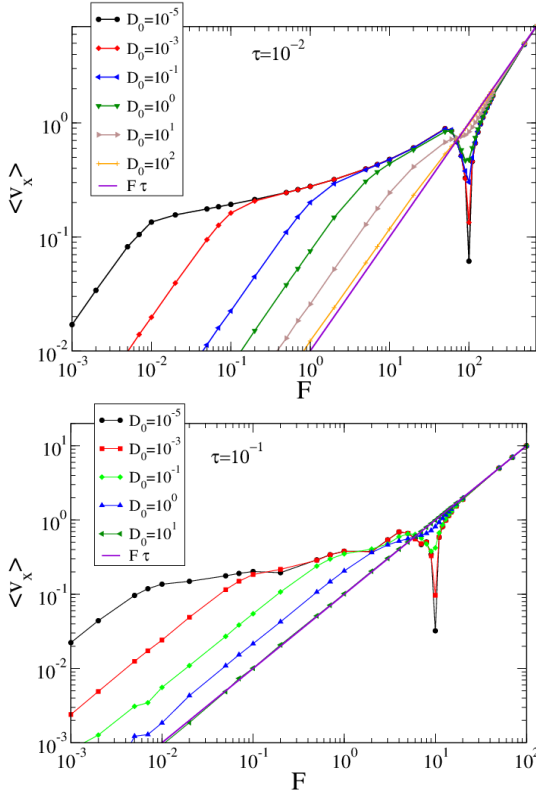 D₀=10⁻⁵
D₀=10⁻³
D₀=10⁻¹
D₀=10⁰
D₀=10¹
D₀=10²
F τ
τ=10⁻²
<vₓ>
10⁰
10⁻¹
10⁻²
10⁻³ 10⁻² 10⁻¹ 10⁰ 10¹ 10²
F
D₀=10⁻⁵
D₀=10⁻³
D₀=10⁻¹
D₀=10⁰
D₀=10¹
F τ
τ=10⁻¹
<vₓ>
10¹
10⁰
10⁻¹
10⁻²
10⁻³
10⁻³ 10⁻² 10⁻¹ 10⁰ 10¹ 10²
F